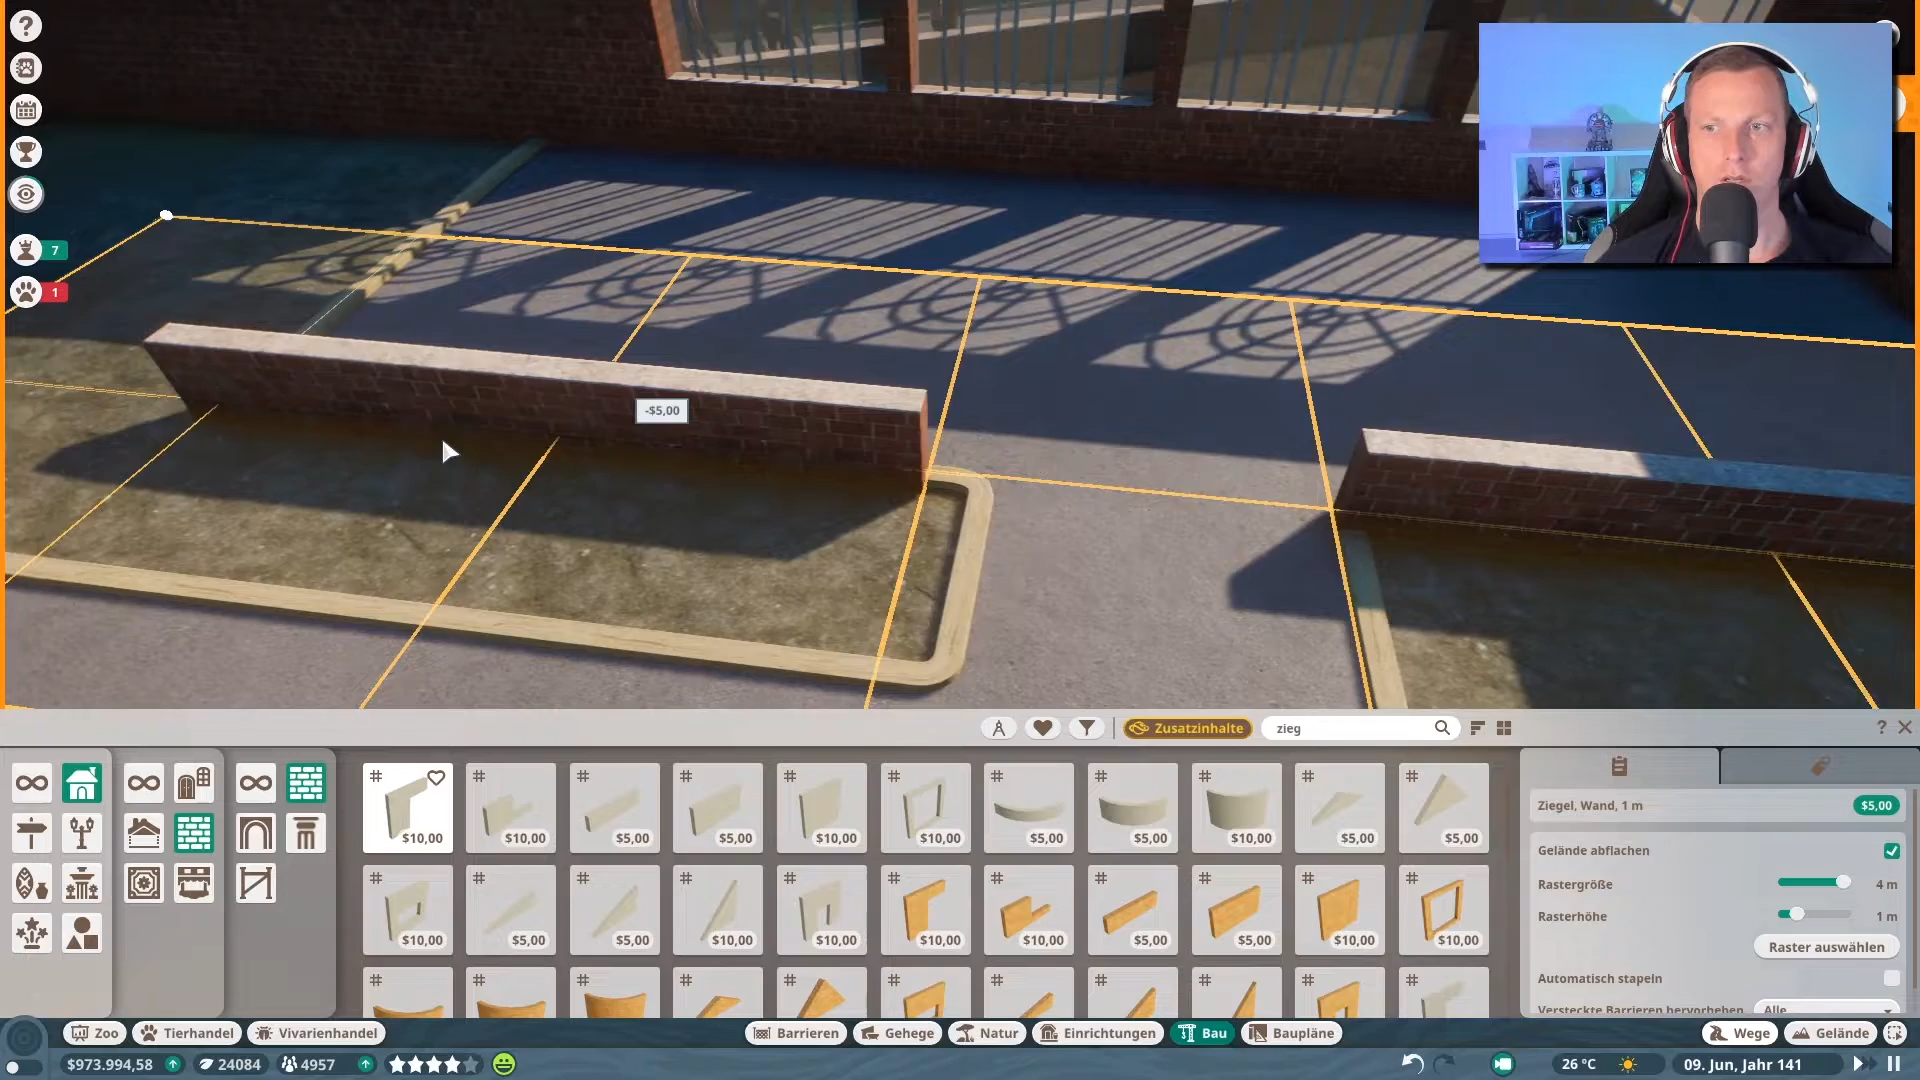 7
1
-$5,00
Zusatzinhalte
zieg
?
$10,00
$10,00
$5,00
$5,00
$10,00
$10,00
$5,00
$5,00
$10,00
$5,00
$5,00
$10,00
$5,00
$5,00
$10,00
$10,00
$10,00
$10,00
$5,00
$5,00
$10,00
$10,00
Ziegel, Wand, 1 m
$5,00
Gelände abflachen
Rastergröße
4 m
Rasterhöhe
1 m
Raster auswählen
Automatisch stapeln
Versteckte Barrieren hervorheben
Alle
Zoo
Tierhandel
Vivarienhandel
Barrieren
Gehege
Natur
Einrichtungen
Bau
Baupläne
Wege
Gelände
$973.994,58
24084
4957
26 °C
09. Jun, Jahr 141